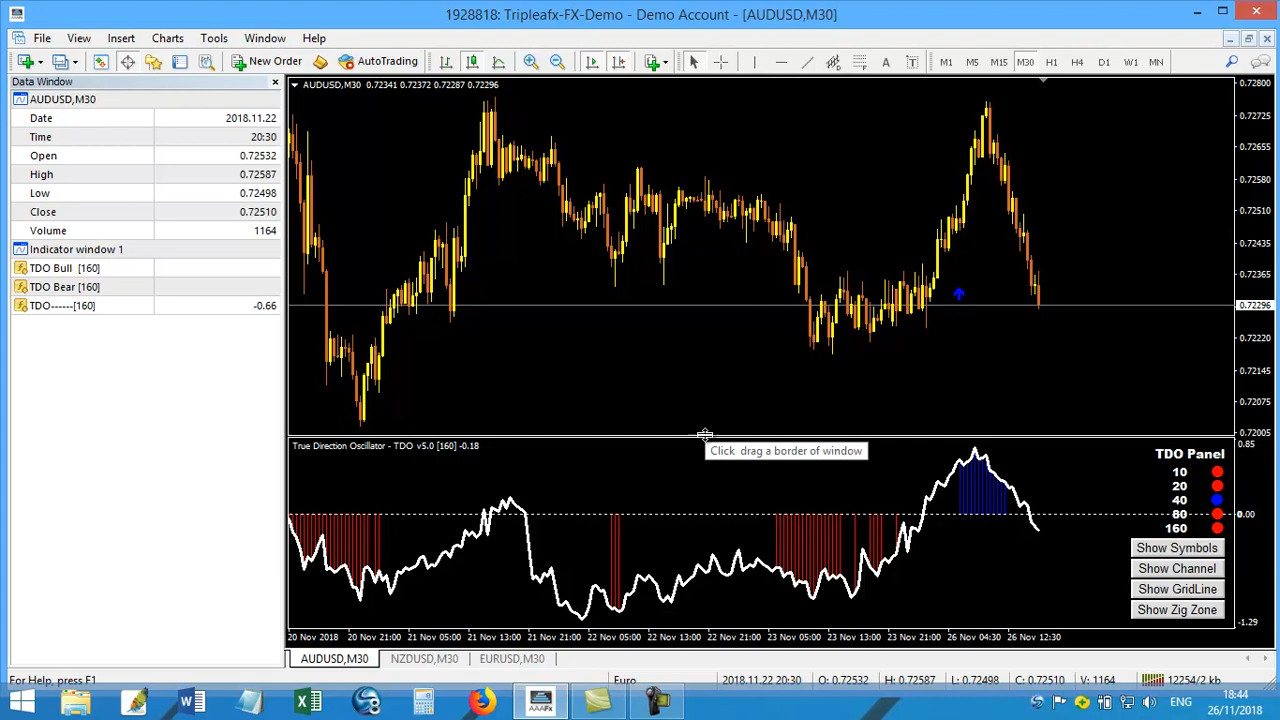 1928818: Tripleafx-FX-Demo - Demo Account - [AUDUSD,M30]
File View Insert Charts Tools Window Help
New Order AutoTrading A T M1 M5 M15 M30 H1 H4 D1 W1 MN
Data Window
AUDUSD,M30
Date 2018.11.22
Time 20:30
Open 0.72532
High 0.72587
Low 0.72498
Close 0.72510
Volume 1164
Indicator window 1
TDO Bull [160]
TDO Bear [160]
TDO------[160] -0.66
AUDUSD,M30 0.72341 0.72372 0.72287 0.72296
0.72800
0.72725
0.72655
0.72580
0.72510
0.72435
0.72365
0.72296
0.72220
0.72145
0.72075
0.72005
Click drag a border of window
True Direction Oscillator - TDO v5.0 [160] -0.18
0.85
0.00
-1.29
TDO Panel
10
20
40
80
160
Show Symbols
Show Channel
Show GridLine
Show Zig Zone
20 Nov 2018 20 Nov 21:00 21 Nov 05:00 21 Nov 13:00 21 Nov 21:00 22 Nov 05:00 22 Nov 13:00 22 Nov 21:00 23 Nov 05:00 23 Nov 13:00 23 Nov 21:00 26 Nov 04:30 26 Nov 12:30
AUDUSD,M30 NZDUSD,M30 EURUSD,M30
For Help, press F1 Euro 2018.11.22 20:30 O: 0.72532 H: 0.72587 L: 0.72498 C: 0.72510 V: 1164 12254/2 kb
AAAFx
ENG
18:44
26/11/2018